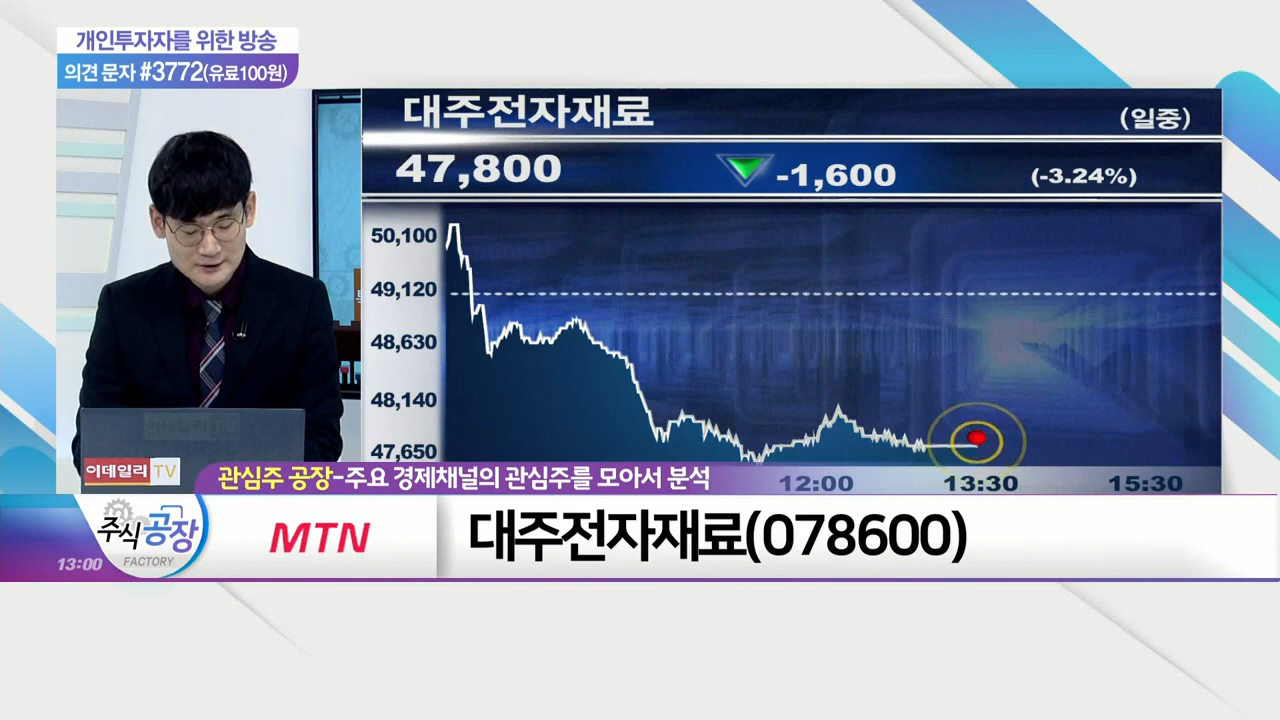 개인투자자를 위한 방송
의견 문자 #3772(유료100원)
대주전자재료
(일중)
47,800
-1,600
(-3.24%)
50,100
49,120
48,630
48,140
47,650
12:00
13:30
15:30
이데일리TV
관심주 공장-주요 경제채널의 관심주를 모아서 분석
주식공장
FACTORY
13:00
MTN
대주전자재료(078600)